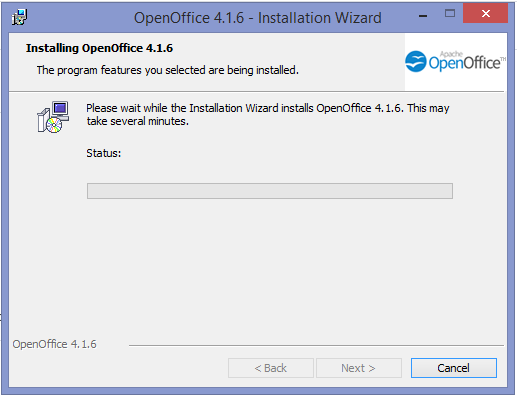 OpenOffice 4.1.6 - Installation Wizard
Installing OpenOffice 4.1.6
The program features you selected are being installed.
Apache
OpenOffice™
Please wait while the Installation Wizard installs OpenOffice 4.1.6. This may
take several minutes.
Status:
OpenOffice 4.1.6
< Back
Next >
Cancel